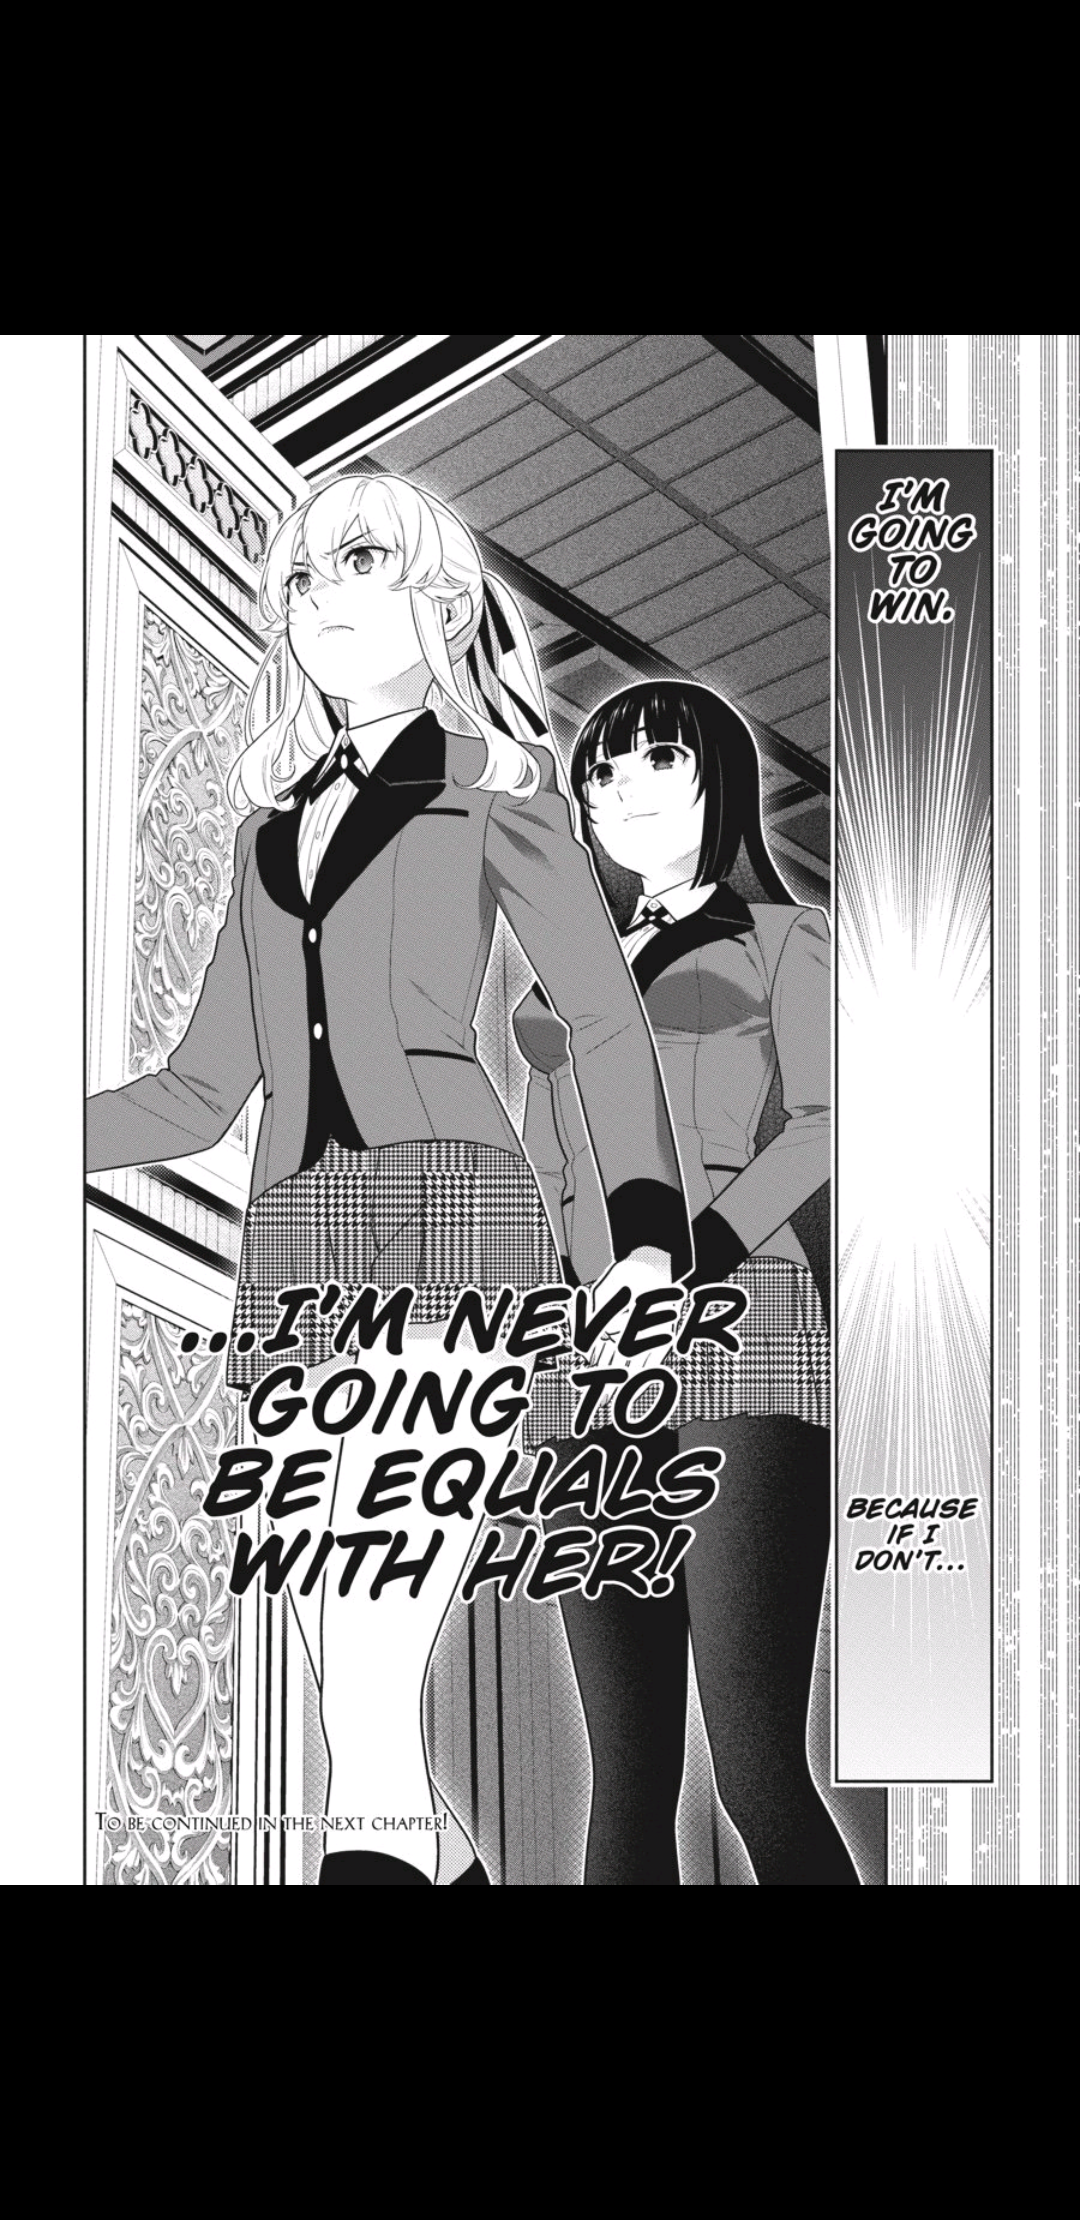 I'M
GOING
TO
WIN.
BECAUSE
IF I
DON'T...
...I'M NEVER
GOING TO
BE EQUALS
WITH HER!
TO BE CONTINUED IN THE NEXT CHAPTER!